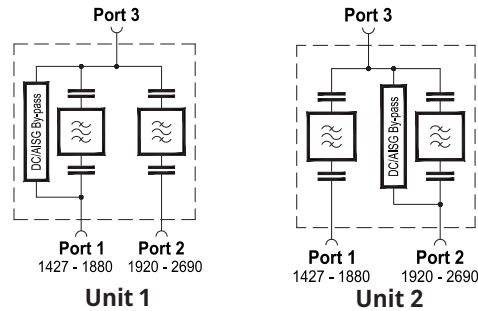 Port 3
DC/AISG By-pass
Port 1
1427 - 1880
Port 2
1920 - 2690
Unit 1
Port 3
DC/AISG By-pass
Port 1
1427 - 1880
Port 2
1920 - 2690
Unit 2